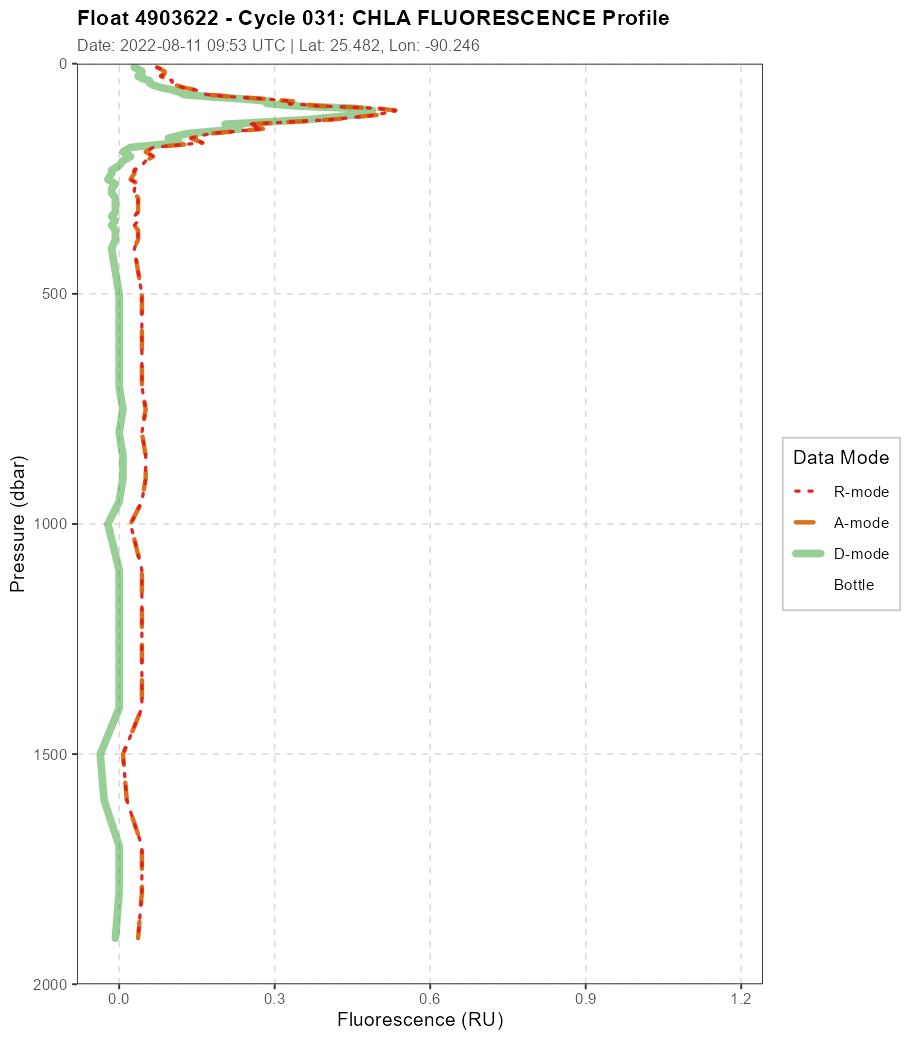 Float 4903622 - Cycle 031: CHLA FLUORESCENCE Profile
Date: 2022-08-11 09:53 UTC | Lat: 25.482, Lon: -90.246
0
500
1000
1500
2000
Pressure (dbar)
0.0
0.3
0.6
0.9
1.2
Fluorescence (RU)
Data Mode
R-mode
A-mode
D-mode
Bottle